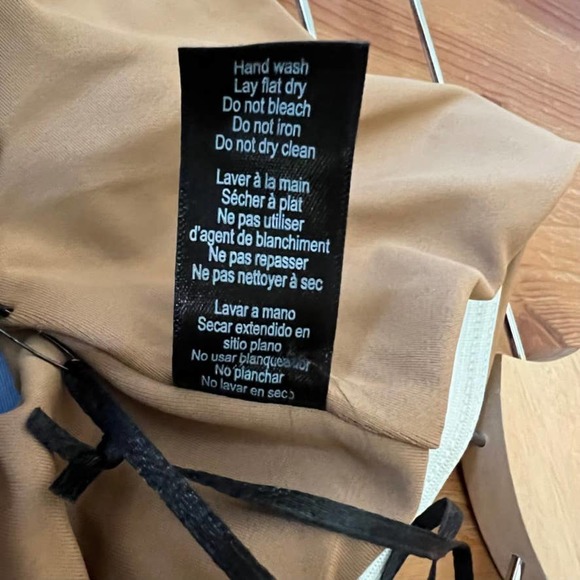 Hand wash
Lay flat dry
Do not bleach
Do not iron
Do not dry clean
Laver à la main
Sécher à plat
Ne pas utiliser
d'agent de blanchiment
Ne pas repasser
Ne pas nettoyer à sec
Lavar a mano
Secar extendido en
sitio plano
No usar blanqueador
No planchar
No lavar en seco